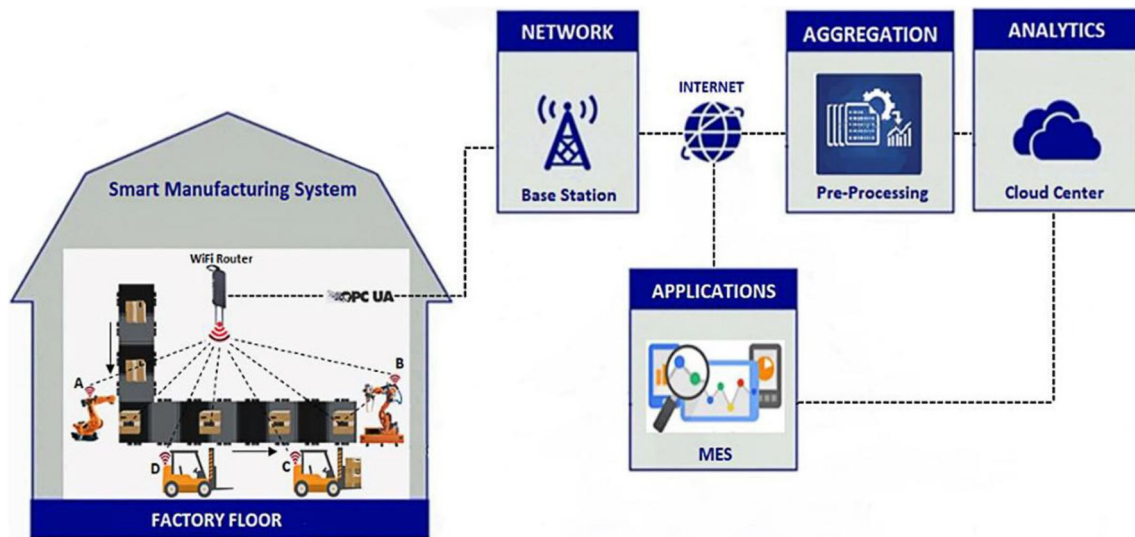 NETWORK
Base Station
INTERNET
AGGREGATION
Pre-Processing
ANALYTICS
Cloud Center
Smart Manufacturing System
WiFi Router
OPC UA
A
B
D
C
FACTORY FLOOR
APPLICATIONS
MES